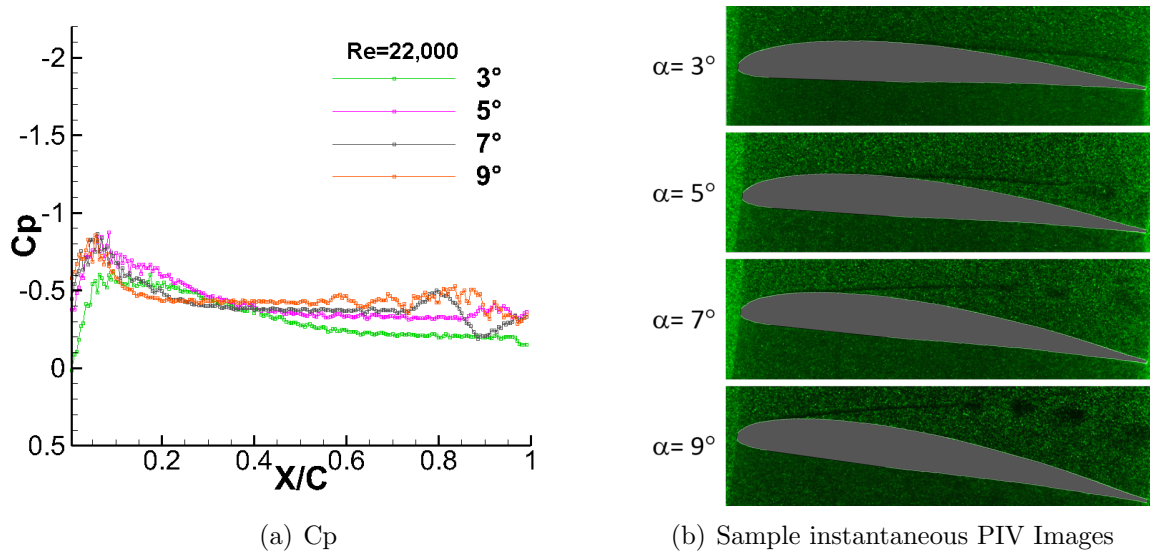 -2
-1.5
-1
-0.5
0
0.5
Cp
Re=22,000
3°
5°
7°
9°
0.2
0.4
0.6
0.8
1
X/C
(a) Cp
α= 3°
α= 5°
α= 7°
α= 9°
(b) Sample instantaneous PIV Images